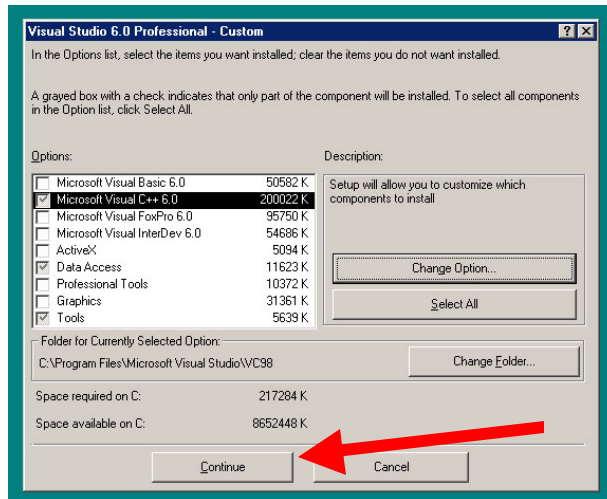 Visual Studio 6.0 Professional - Custom
In the Options list, select the items you want installed; clear the items you do not want installed.
A grayed box with a check indicates that only part of the component will be installed. To select all components
in the Option list, click Select All.
Options:
Description:
Microsoft Visual Basic 6.0 50582 K
Microsoft Visual C++ 6.0 200022 K
Microsoft Visual FoxPro 6.0 95750 K
Microsoft Visual InterDev 6.0 54686 K
ActiveX 5094 K
Data Access 11623 K
Professional Tools 10372 K
Graphics 31361 K
Tools 5639 K
Setup will allow you to customize which
components to install
Change Option...
Select All
Folder for Currently Selected Option:
C:\Program Files\Microsoft Visual Studio\VC98
Change Folder...
Space required on C: 217284 K
Space available on C: 8652448 K
Continue
Cancel